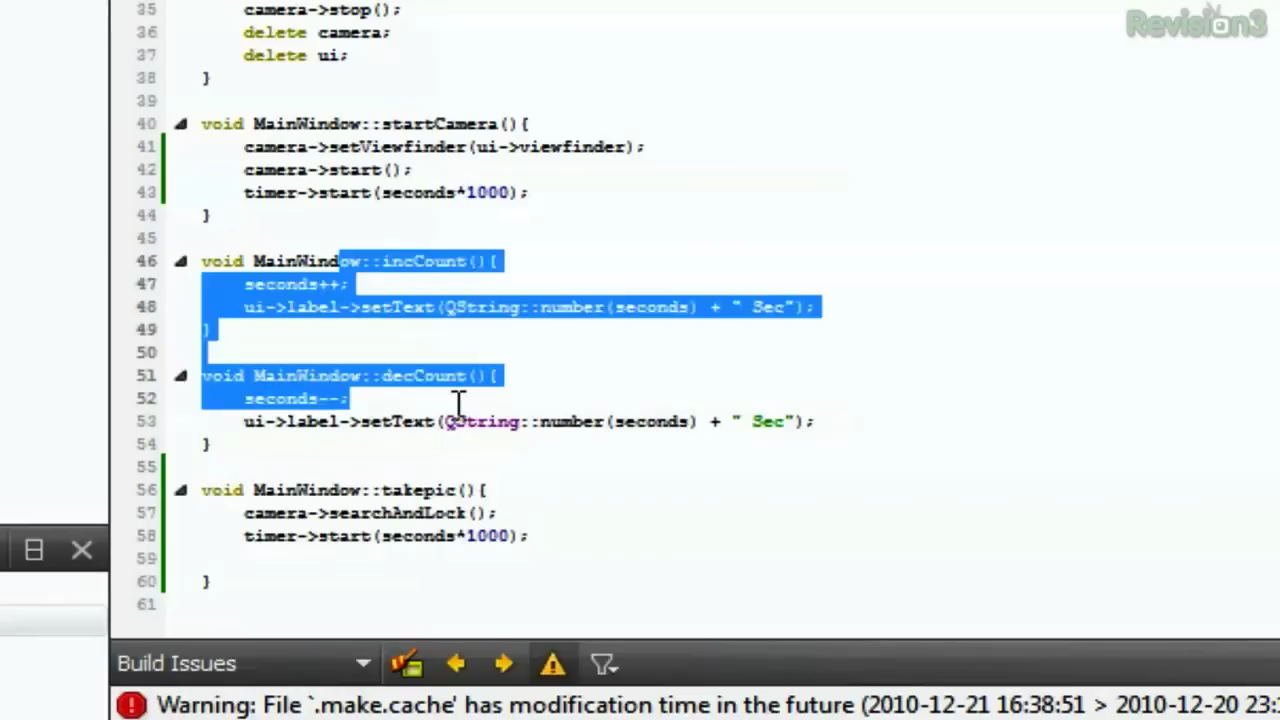 Revision3
35 camera->stop();
36 delete camera;
37 delete ui;
38 }
39
40 void MainWindow::startCamera(){
41 camera->setViewfinder(ui->viewfinder);
42 camera->start();
43 timer->start(seconds*1000);
44 }
45
46 void MainWindow::incCount(){
47 seconds++;
48 ui->label->setText(QString::number(seconds) + " Sec");
49 }
50
51 void MainWindow::decCount(){
52 seconds--;
53 ui->label->setText(QString::number(seconds) + " Sec");
54 }
55
56 void MainWindow::takepic(){
57 camera->searchAndLock();
58 timer->start(seconds*1000);
59
60 }
61
Build Issues
Warning: File `.make.cache' has modification time in the future (2010-12-21 16:38:51 > 2010-12-20 23: